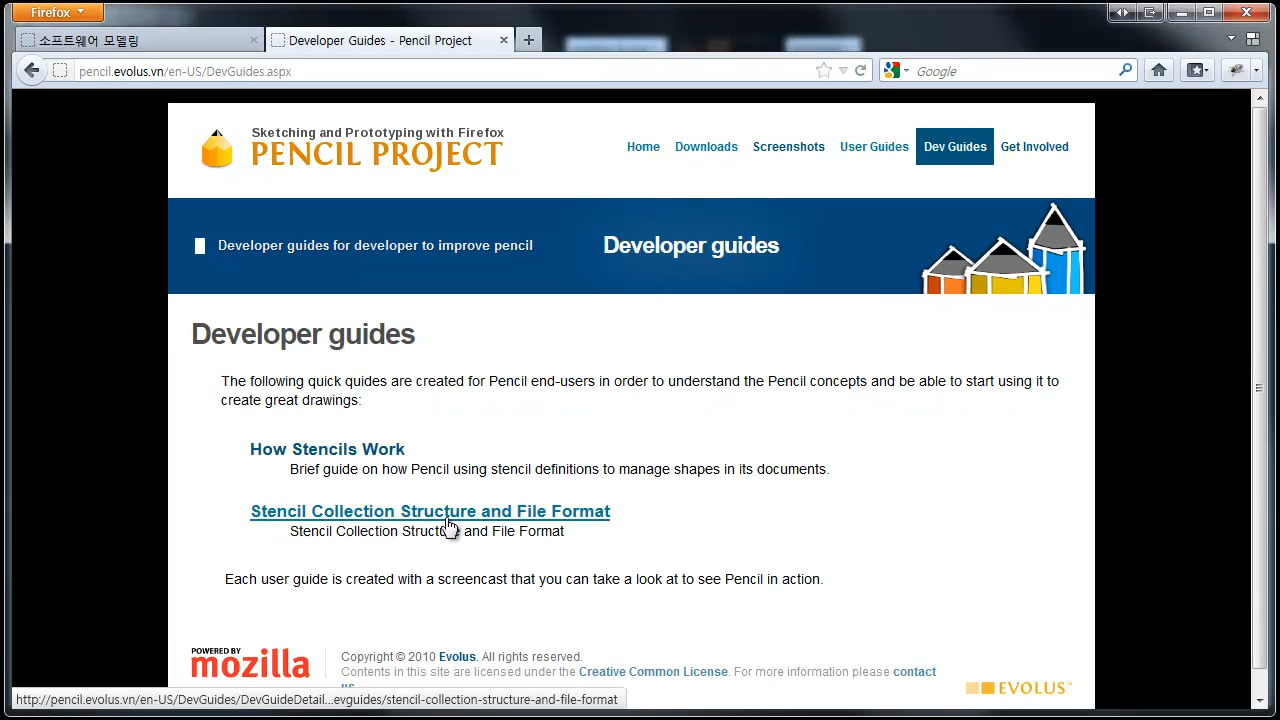 Firefox
소프트웨어 모델링
Developer Guides - Pencil Project
pencil.evolus.vn/en-US/DevGuides.aspx
Google
Sketching and Prototyping with Firefox
PENCIL PROJECT
Home
Downloads
Screenshots
User Guides
Dev Guides
Get Involved
Developer guides for developer to improve pencil
Developer guides
Developer guides
The following quick quides are created for Pencil end-users in order to understand the Pencil concepts and be able to start using it to
create great drawings:
How Stencils Work
Brief guide on how Pencil using stencil definitions to manage shapes in its documents.
Stencil Collection Structure and File Format
Stencil Collection Structure and File Format
Each user guide is created with a screencast that you can take a look at to see Pencil in action.
POWERED BY
mozilla
Copyright © 2010 Evolus. All rights reserved.
Contents in this site are licensed under the Creative Common License. For more information please contact
us.
EVOLUS™
http://pencil.evolus.vn/en-US/DevGuides/DevGuideDetail...evguides/stencil-collection-structure-and-file-format